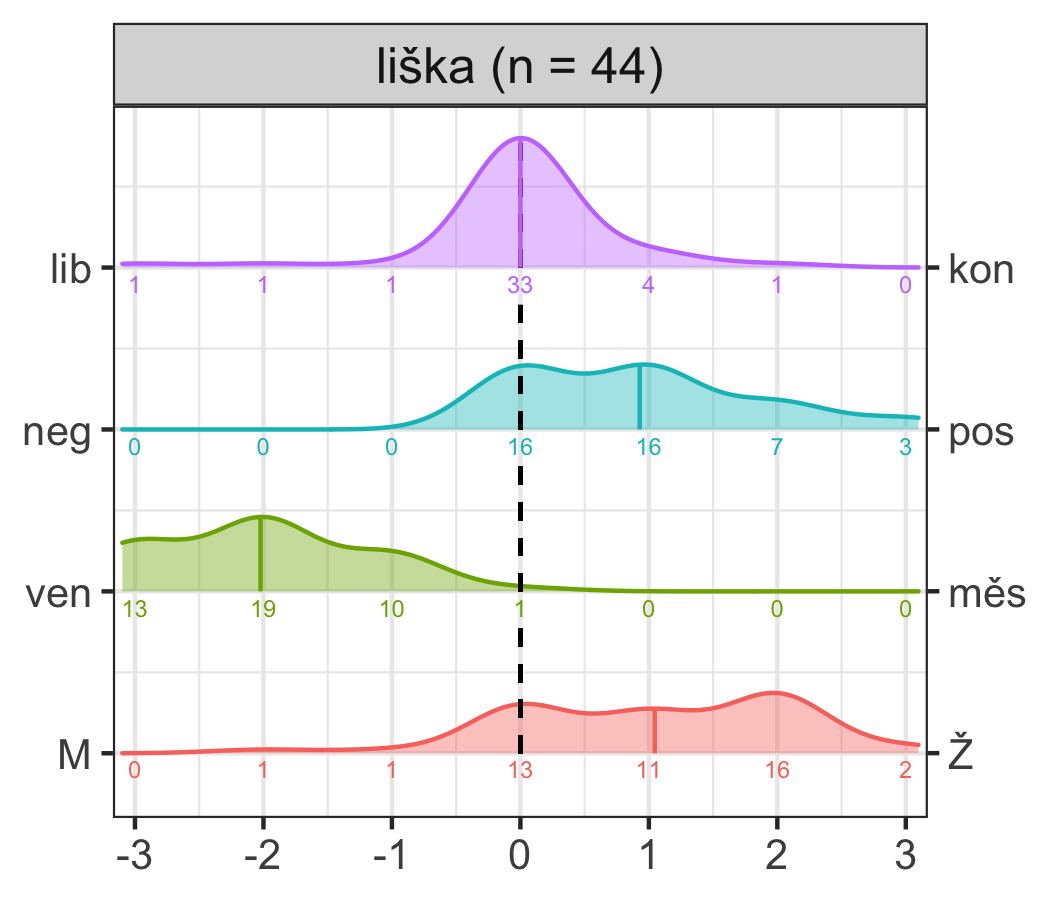 liška (n = 44)
lib kon
1 1 1 33 4 1 0
neg pos
0 0 0 16 16 7 3
ven měs
13 19 10 1 0 0 0
M Ž
0 1 1 13 11 16 2
-3 -2 -1 0 1 2 3